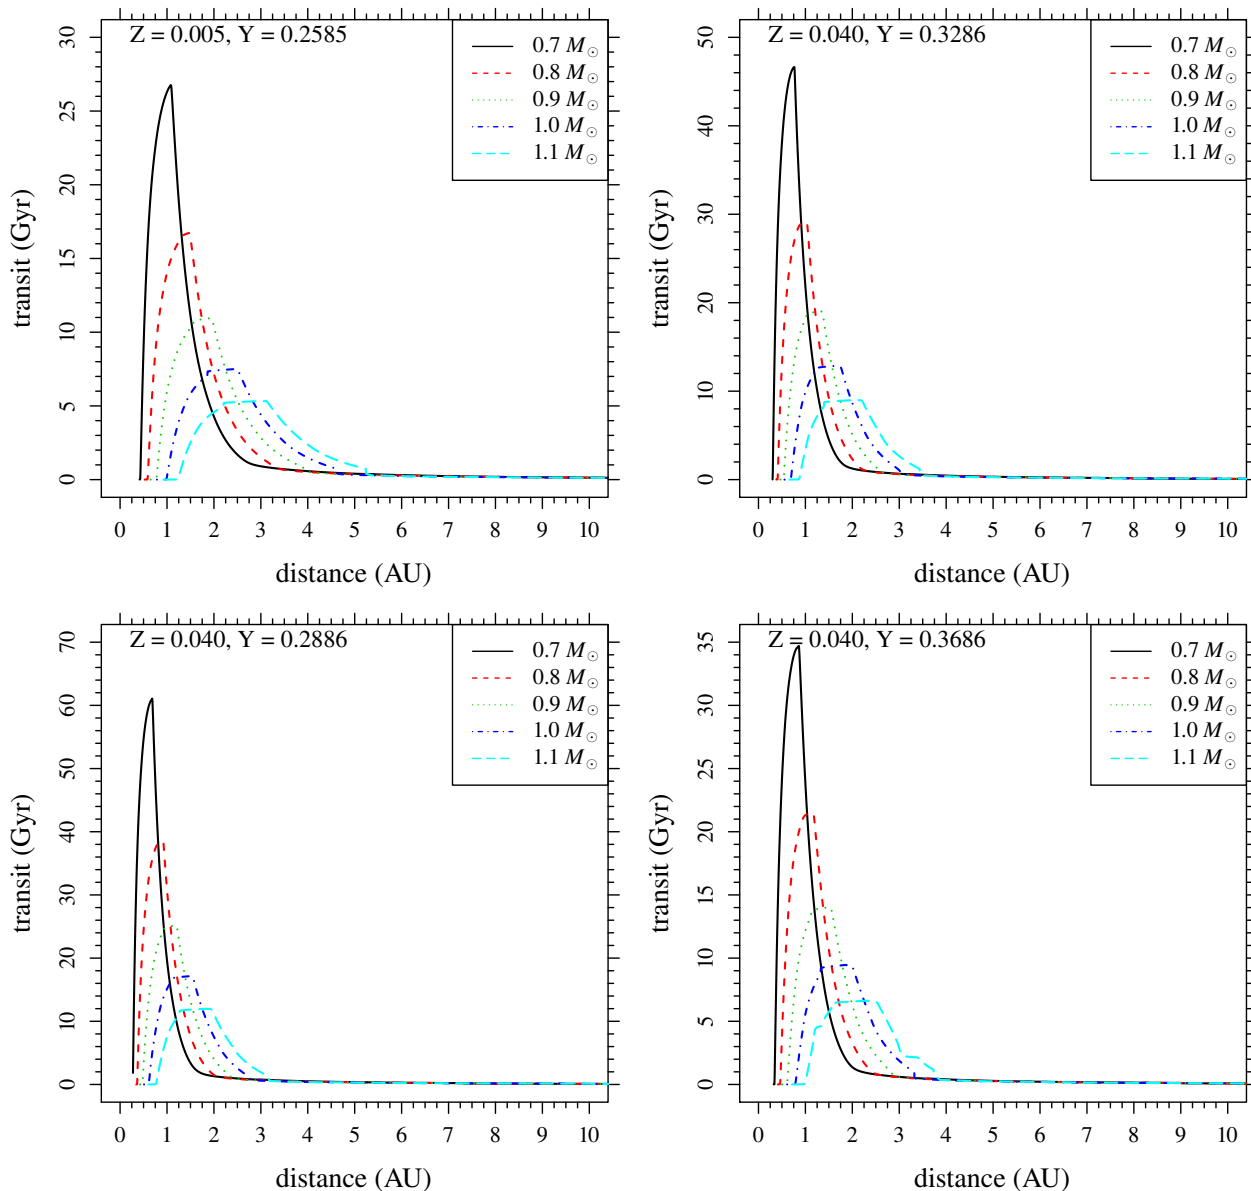 Z = 0.005, Y = 0.2585
0.7 M☉
0.8 M☉
0.9 M☉
1.0 M☉
1.1 M☉
transit (Gyr)
30
25
20
15
10
5
0
0 1 2 3 4 5 6 7 8 9 10
distance (AU)
Z = 0.040, Y = 0.3286
0.7 M☉
0.8 M☉
0.9 M☉
1.0 M☉
1.1 M☉
transit (Gyr)
50
40
30
20
10
0
0 1 2 3 4 5 6 7 8 9 10
distance (AU)
Z = 0.040, Y = 0.2886
0.7 M☉
0.8 M☉
0.9 M☉
1.0 M☉
1.1 M☉
transit (Gyr)
70
60
50
40
30
20
10
0
0 1 2 3 4 5 6 7 8 9 10
distance (AU)
Z = 0.040, Y = 0.3686
0.7 M☉
0.8 M☉
0.9 M☉
1.0 M☉
1.1 M☉
transit (Gyr)
35
30
25
20
15
10
5
0
0 1 2 3 4 5 6 7 8 9 10
distance (AU)